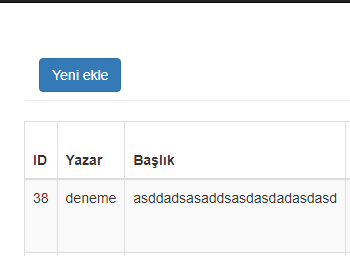 Yeni ekle
ID Yazar Başlık
38 deneme asddadsasaddsasdasdadasdasd